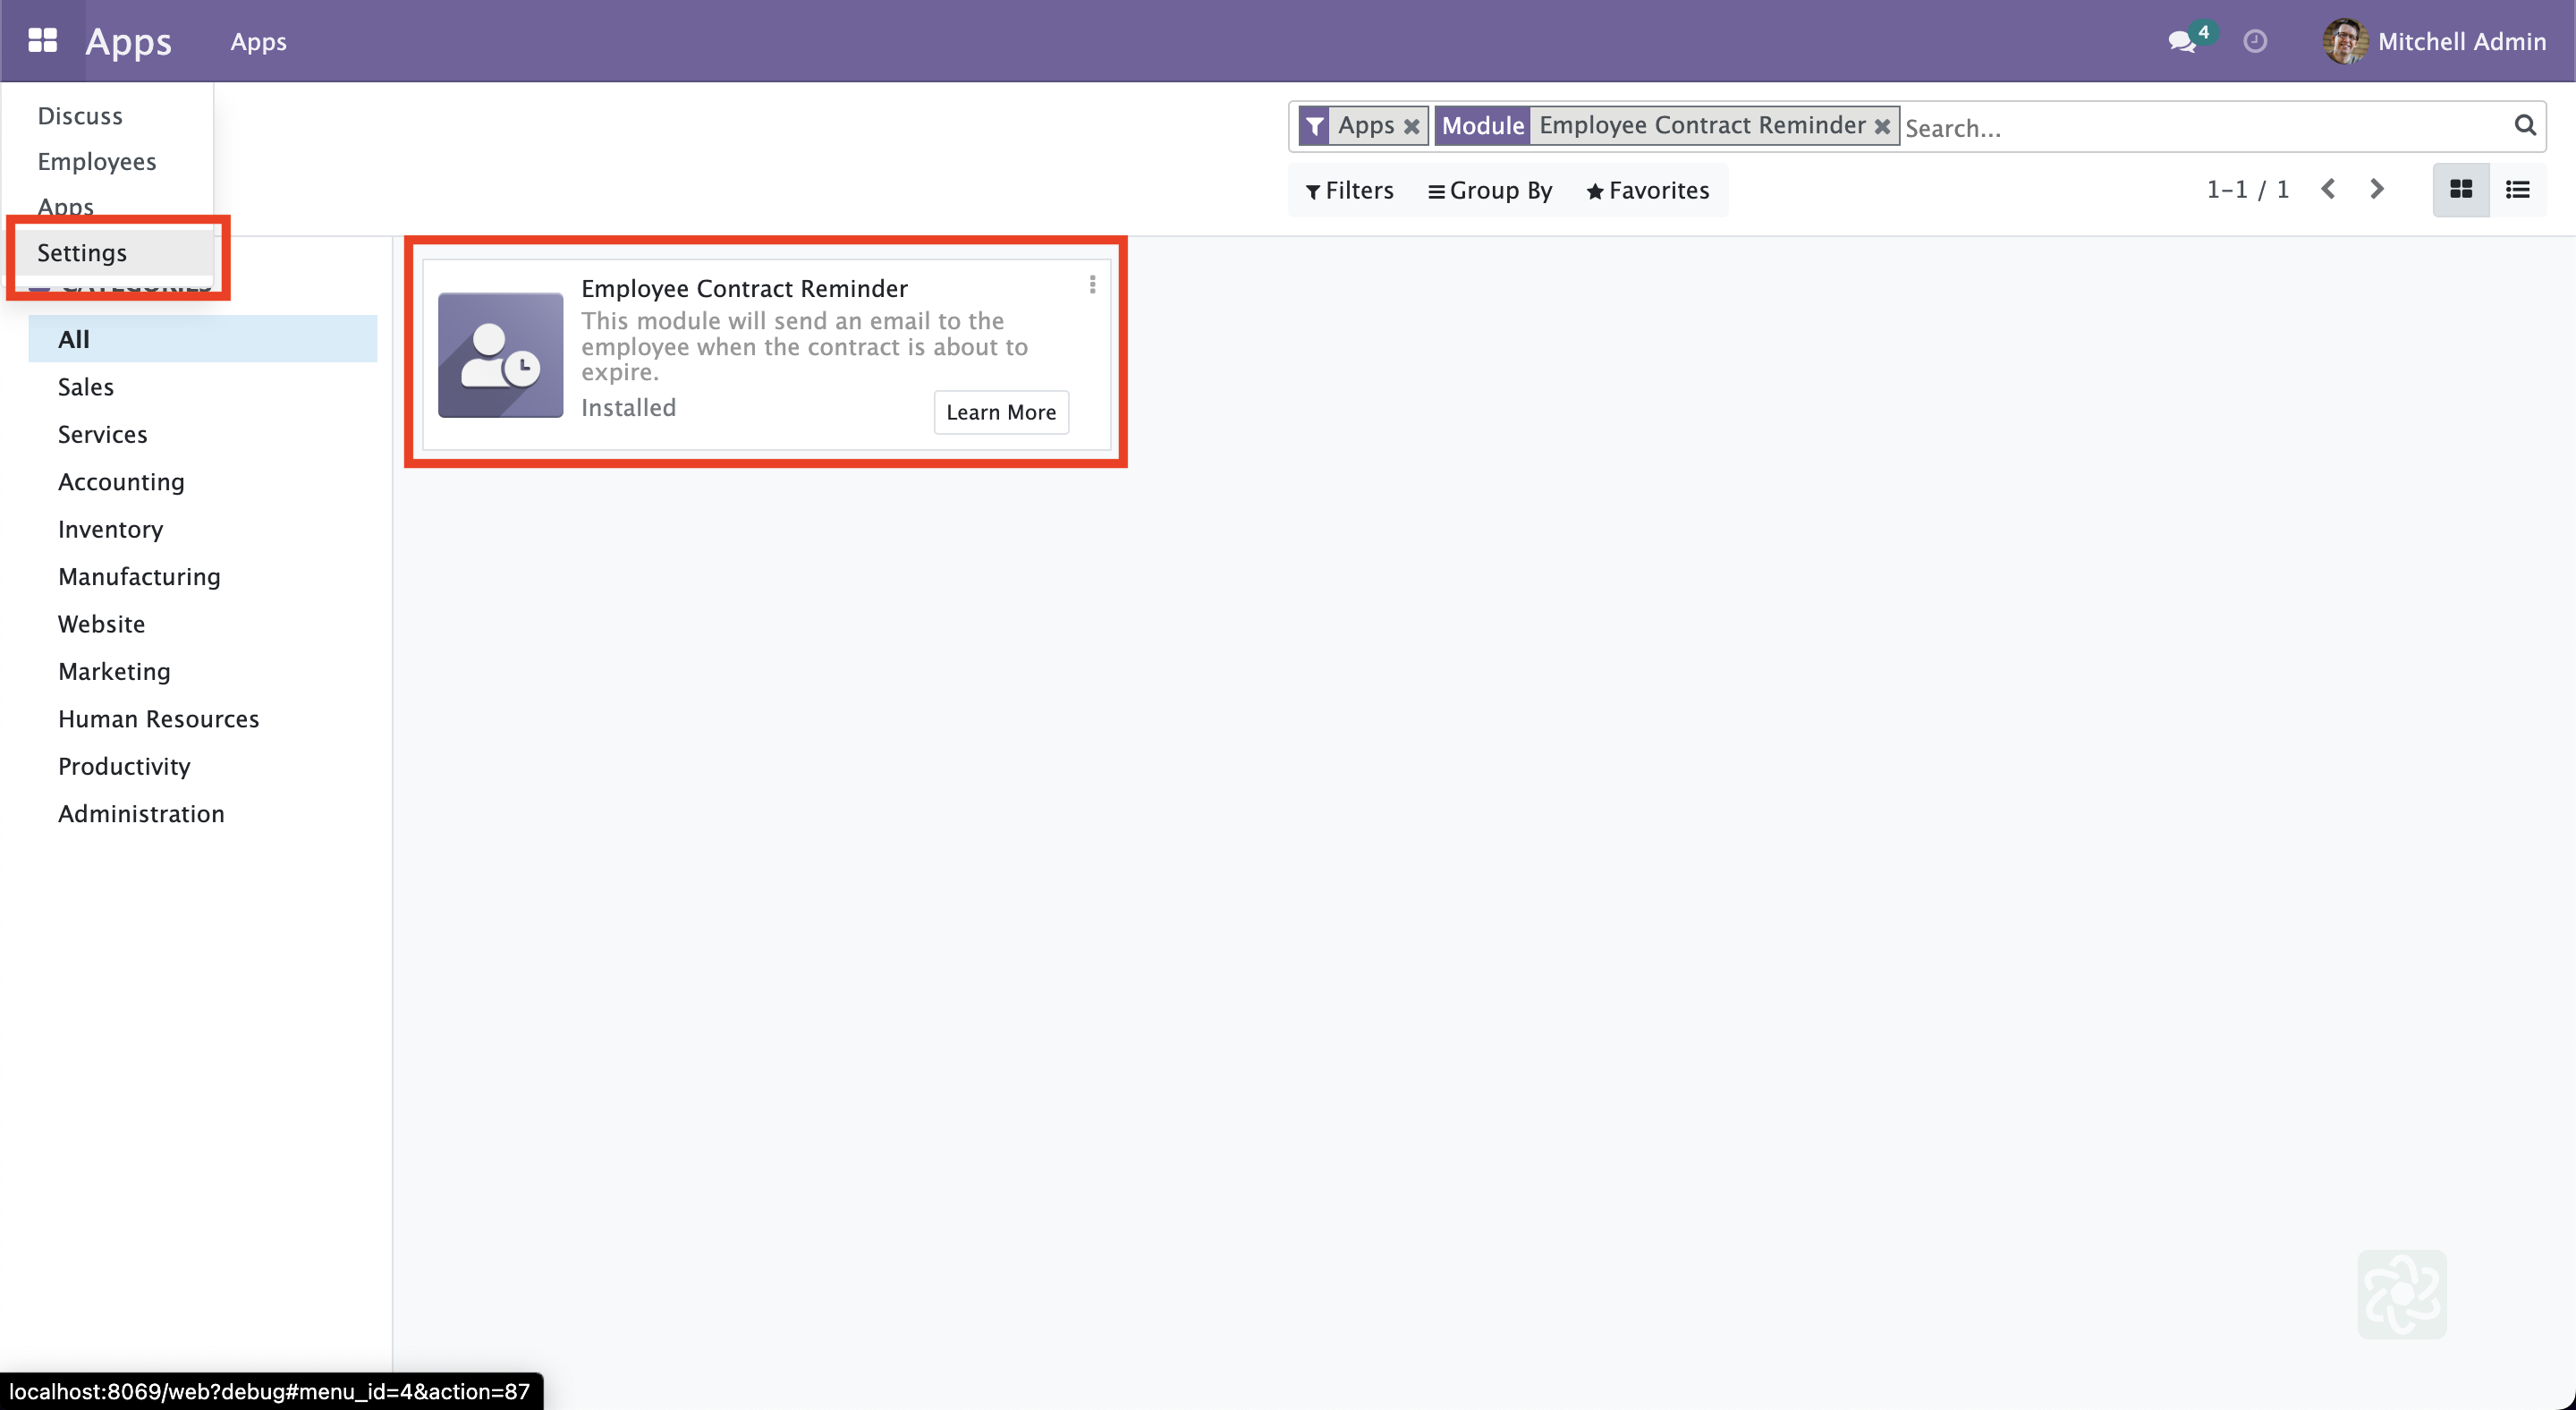 Apps
Apps
4
Mitchell Admin
Discuss
Employees
Apps
Settings
CATEGORIES
Apps
Module
Employee Contract Reminder
Search...
Filters
Group By
Favorites
1-1 / 1
All
Sales
Services
Accounting
Inventory
Manufacturing
Website
Marketing
Human Resources
Productivity
Administration
Employee Contract Reminder
This module will send an email to the
employee when the contract is about to
expire.
Installed
Learn More
localhost:8069/web?debug#menu_id=4&action=87